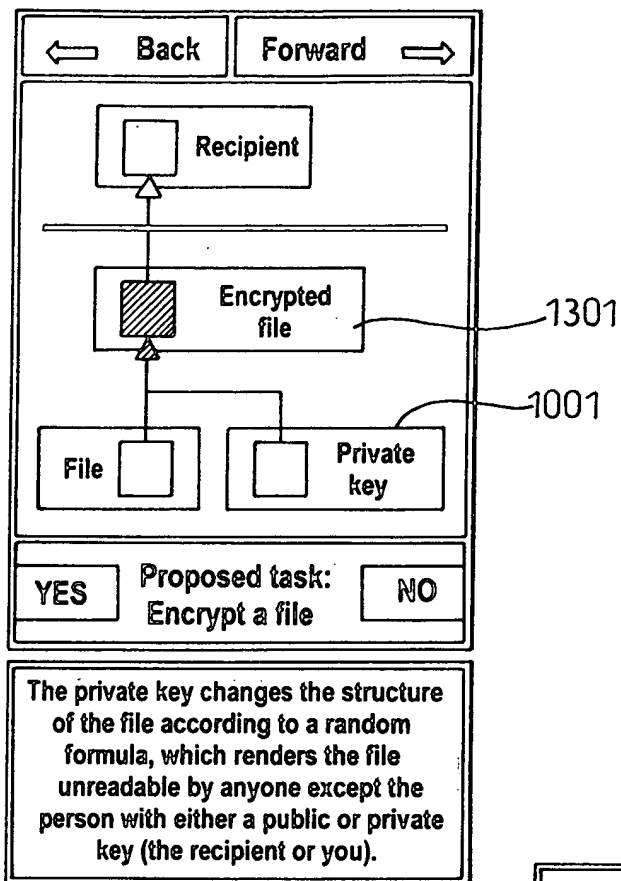 Back Forward
Recipient
Encrypted
file
1301
1001
File
Private
key
YES
Proposed task:
Encrypt a file
NO
The private key changes the structure
of the file according to a random
formula, which renders the file
unreadable by anyone except the
person with either a public or private
key (the recipient or you).